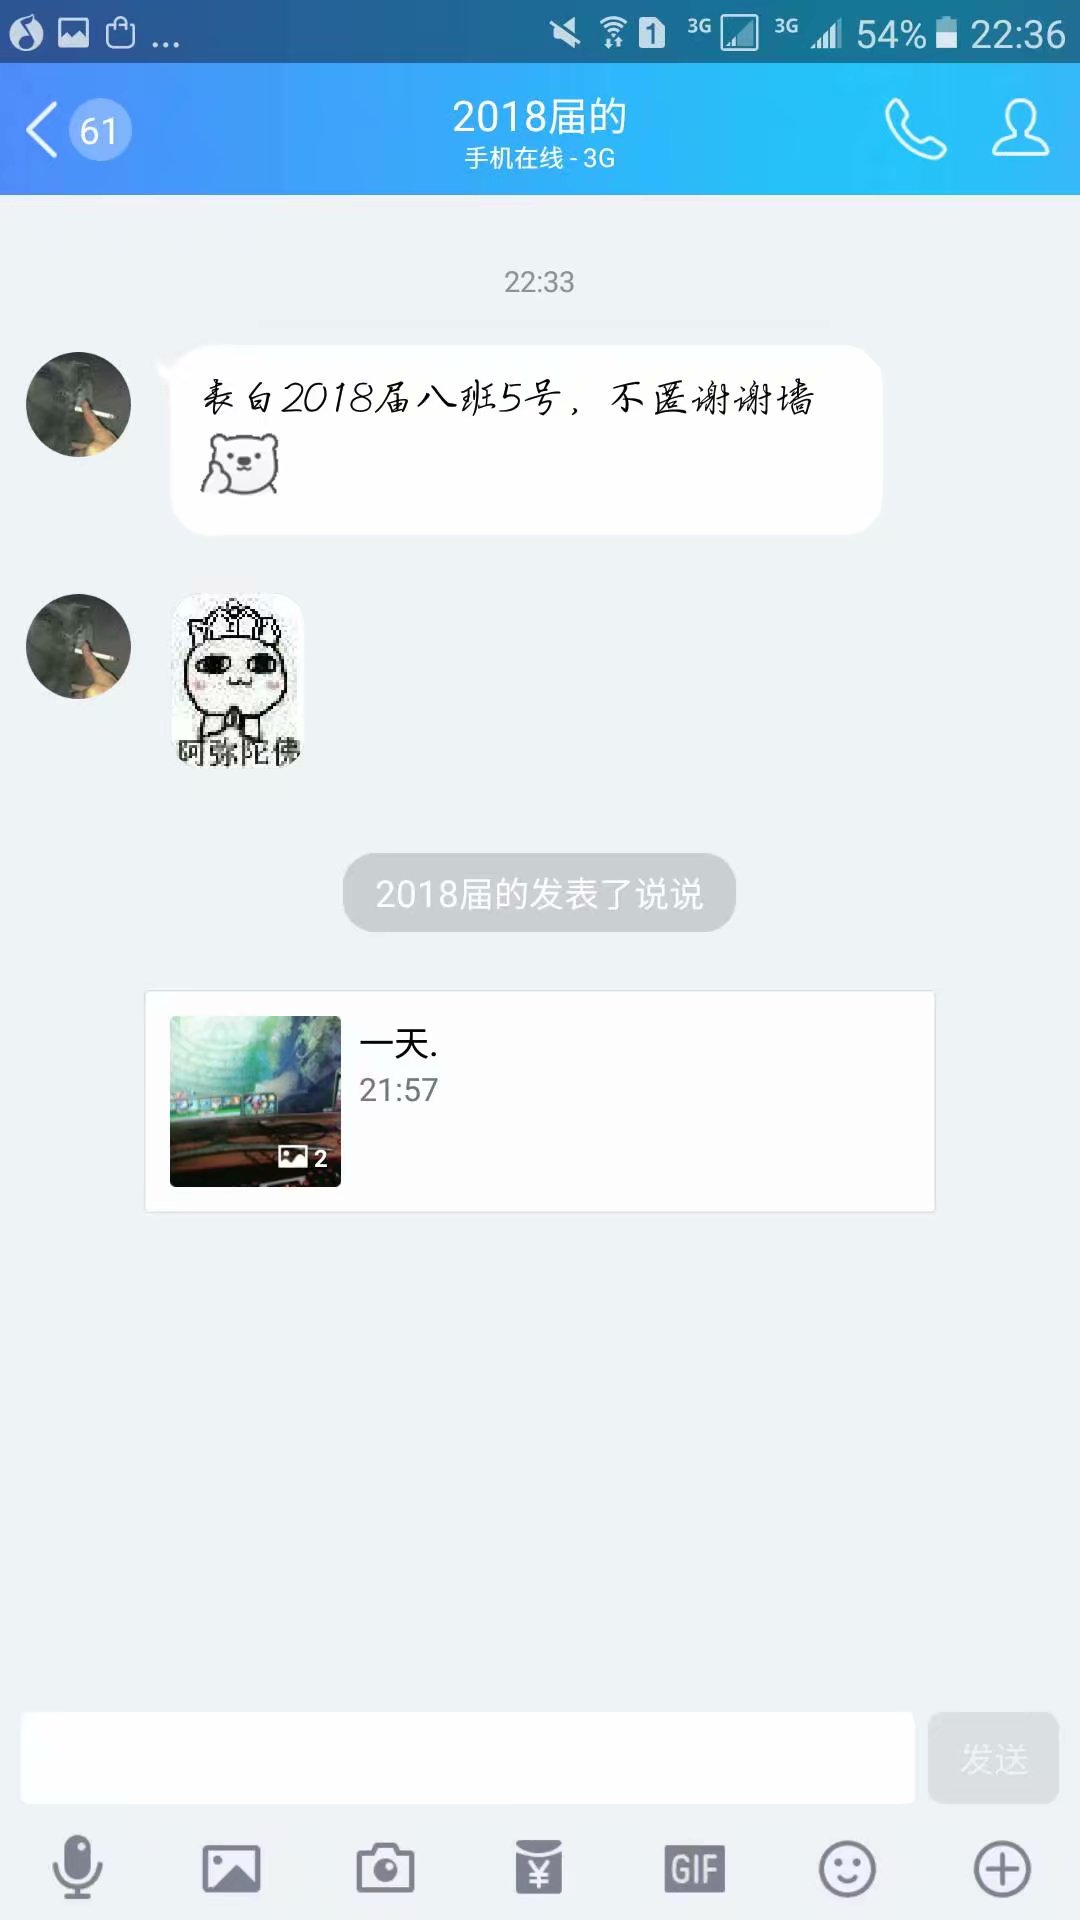 ... 1 3G 3G 54% 22:36
61
2018届的
手机在线 - 3G
22:33
表白2018届八班5号，不匿谢谢墙
阿弥陀佛
2018届的发表了说说
一天.
21:57
2
发送
¥
GIF